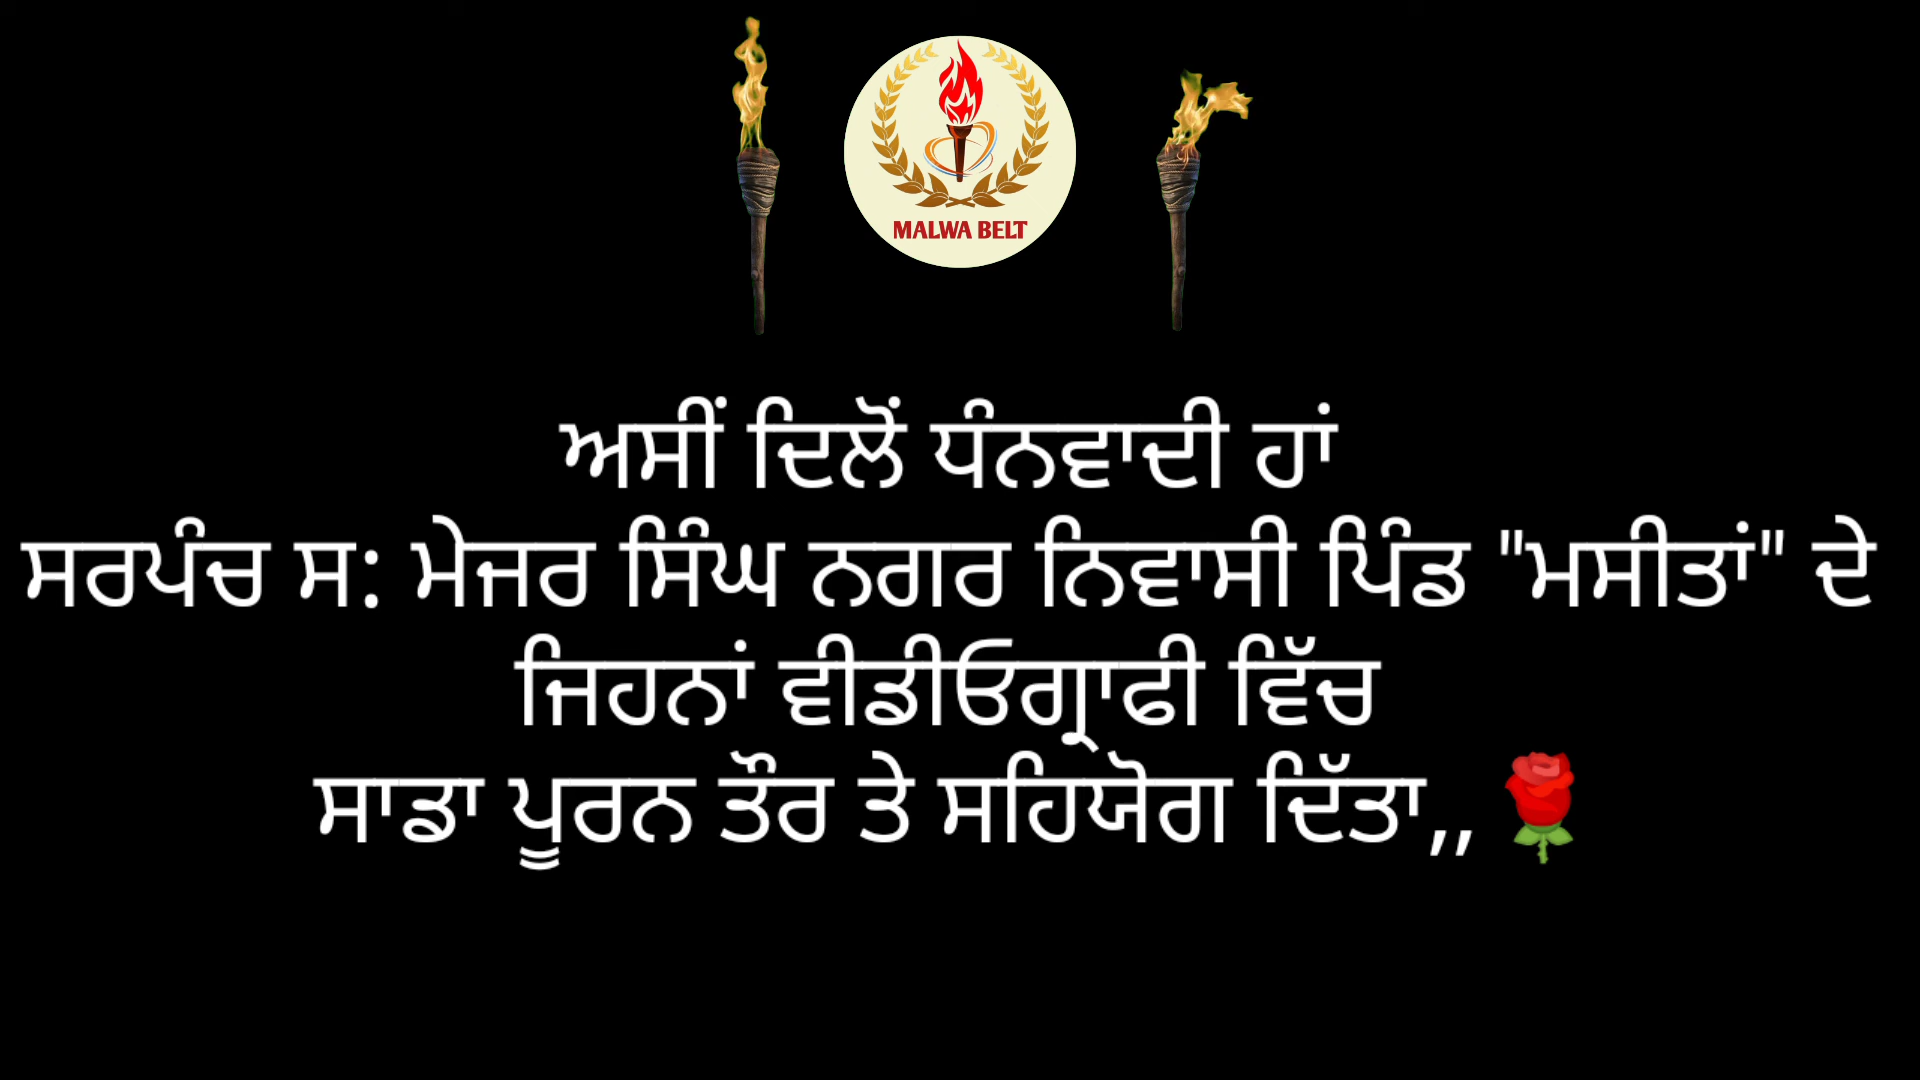 MALWA BELT
ਅਸੀਂ ਦਿਲੋਂ ਧੰਨਵਾਦੀ ਹਾਂ
ਸਰਪੰਚ ਸ: ਮੇਜਰ ਸਿੰਘ ਨਗਰ ਨਿਵਾਸੀ ਪਿੰਡ "ਮਸੀਤਾਂ" ਦੇ
ਜਿਹਨਾਂ ਵੀਡੀਓਗ੍ਰਾਫੀ ਵਿੱਚ
ਸਾਡਾ ਪੂਰਨ ਤੌਰ ਤੇ ਸਹਿਯੋਗ ਦਿੱਤਾ,, 🌹